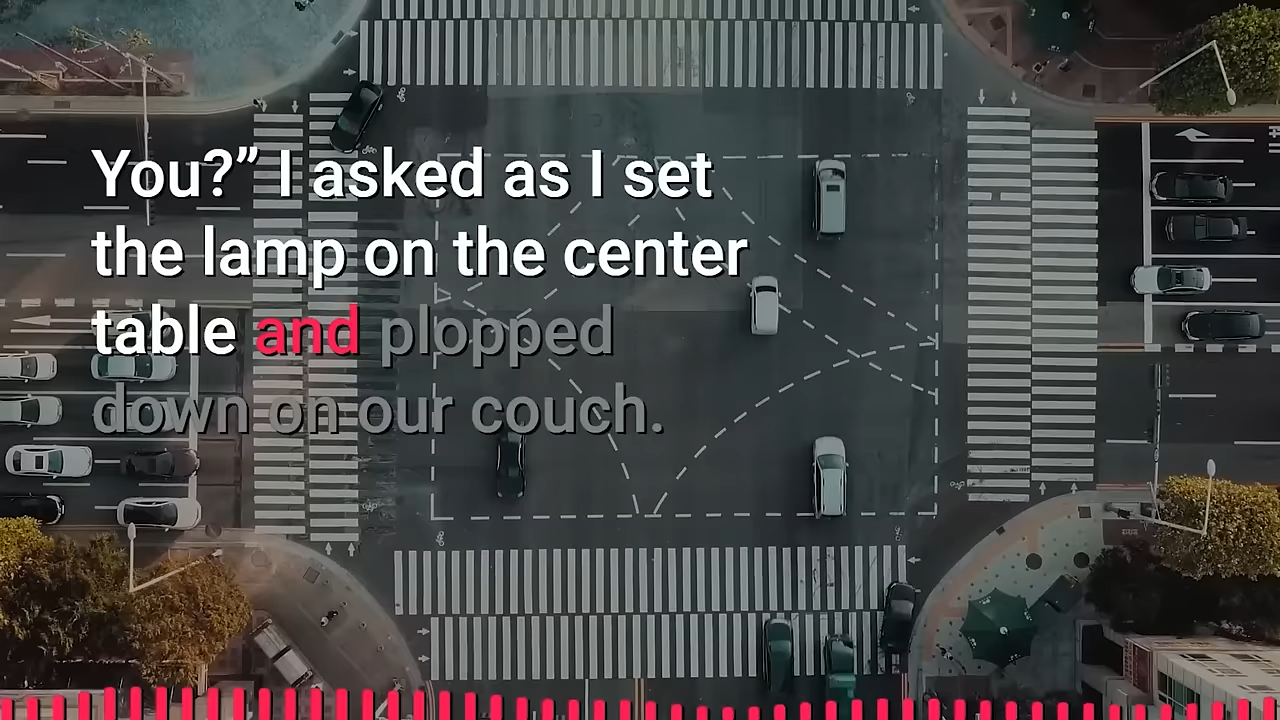 You?” I asked as I set
the lamp on the center
table and plopped
down on our couch.